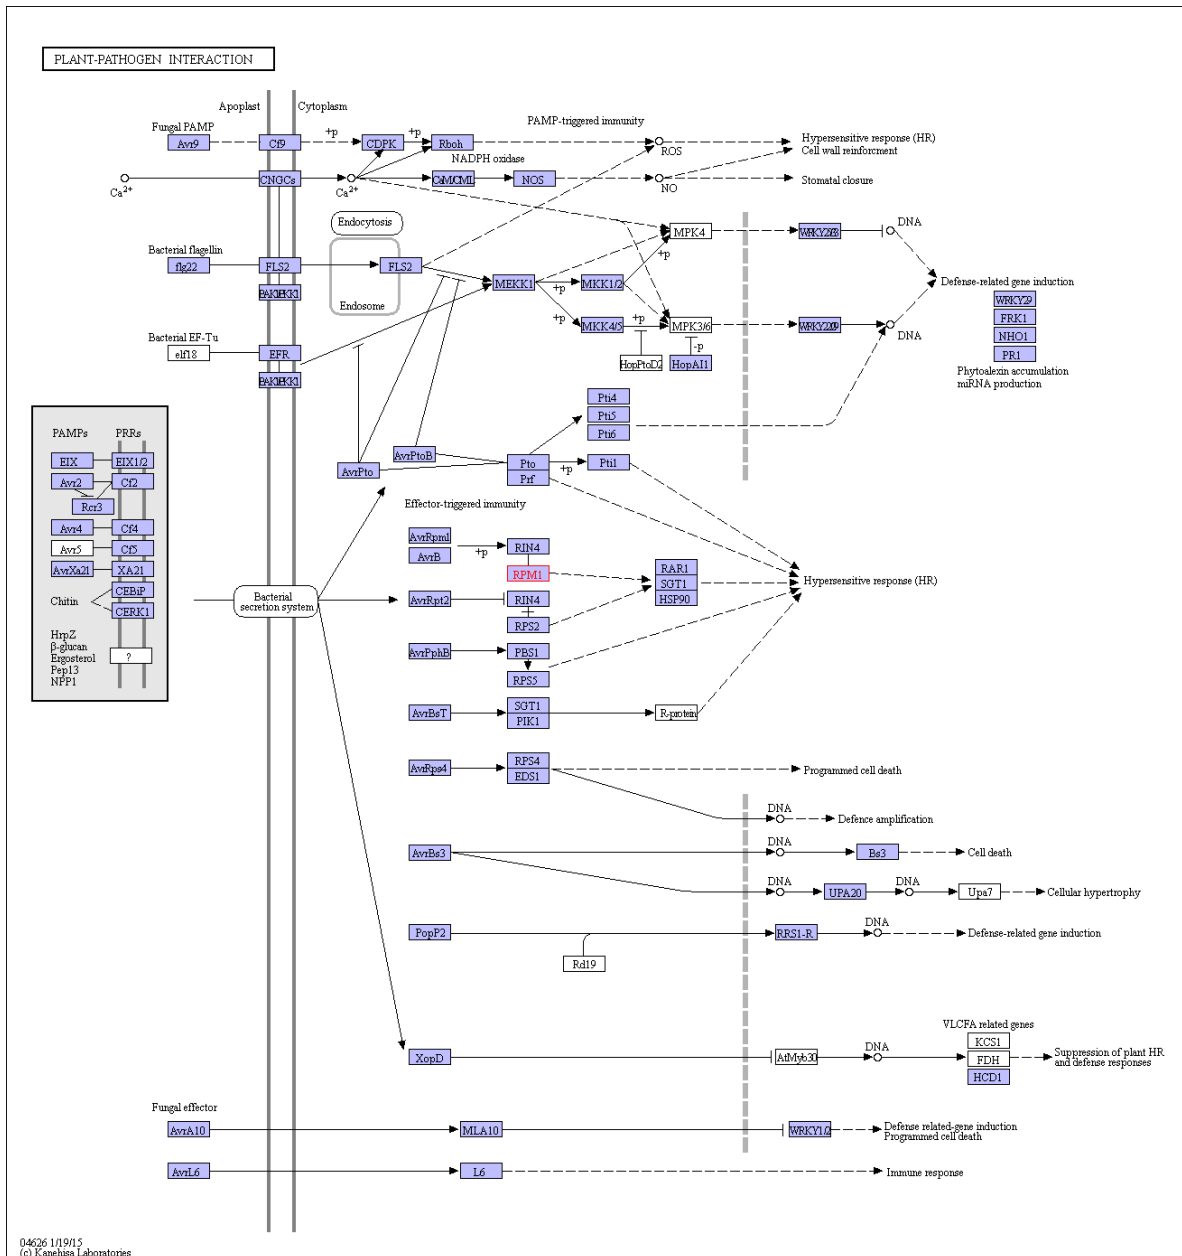 PLANT-PATHOGEN INTERACTION
Apoplast
Cytoplasm
Fungal PAMP
Avr9
Cf9
+p
CDPK
+p
Rboh
PAMP-triggered immunity
ROS
Hypersensitive response (HR)
Cell wall reinforcment
NADPH oxidase
Ca2+
CNGCs
Ca2+
CaM/CML
NOS
NO
Stomatal closure
Endocytosis
MPK4
WRKY25/33
DNA
Bacterial flagellin
flg22
FLS2
FLS2
BAK1/BKK1
Endosome
MEKK1
+p
MKK1/2
+p
Defense-related gene induction
WRKY29
FRK1
NHO1
PR1
Phytoalexin accumulation
miRNA production
+p
MKK4/5
+p
MPK3/6
WRKY22/29
DNA
Bacterial EF-Tu
elf18
EFR
BAK1/BKK1
HopPtoD2
-p
HopAI1
Pti4
Pti5
Pti6
AvrPtoB
AvrPto
Pto
Prf
+p
Pti1
PAMPs
PRRs
EIX
EIX1/2
Avr2
Cf2
Rcr3
Avr4
Cf4
Avr5
Cf5
AvrXa21
XA21
Chitin
CEBiP
CERK1
HrpZ
β-glucan
Ergosterol
Pep13
NPP1
?
Bacterial
secretion system
Effector-triggered immunity
AvrRpm1
AvrB
+p
RIN4
RPM1
RAR1
SGT1
HSP90
Hypersensitive response (HR)
AvrRpt2
RIN4
RPS2
AvrPphB
PBS1
RPS5
AvrBsT
SGT1
PIK1
R-protein
AvrRps4
RPS4
EDS1
Programmed cell death
DNA
Defence amplification
AvrBs3
DNA
Bs3
Cell death
DNA
UPA20
DNA
Upa7
Cellular hypertrophy
PopP2
Rd19
RRS1-R
DNA
Defense-related gene induction
XopD
AtMyb30
DNA
VLCFA related genes
KCS1
FDH
HCD1
Suppression of plant HR
and defense responses
Fungal effector
AvrA10
MLA10
WRKY1/2
Defense related-gene induction
Programmed cell death
AvrL6
L6
Immune response
04626 1/19/15
(c) Kanehisa Laboratories